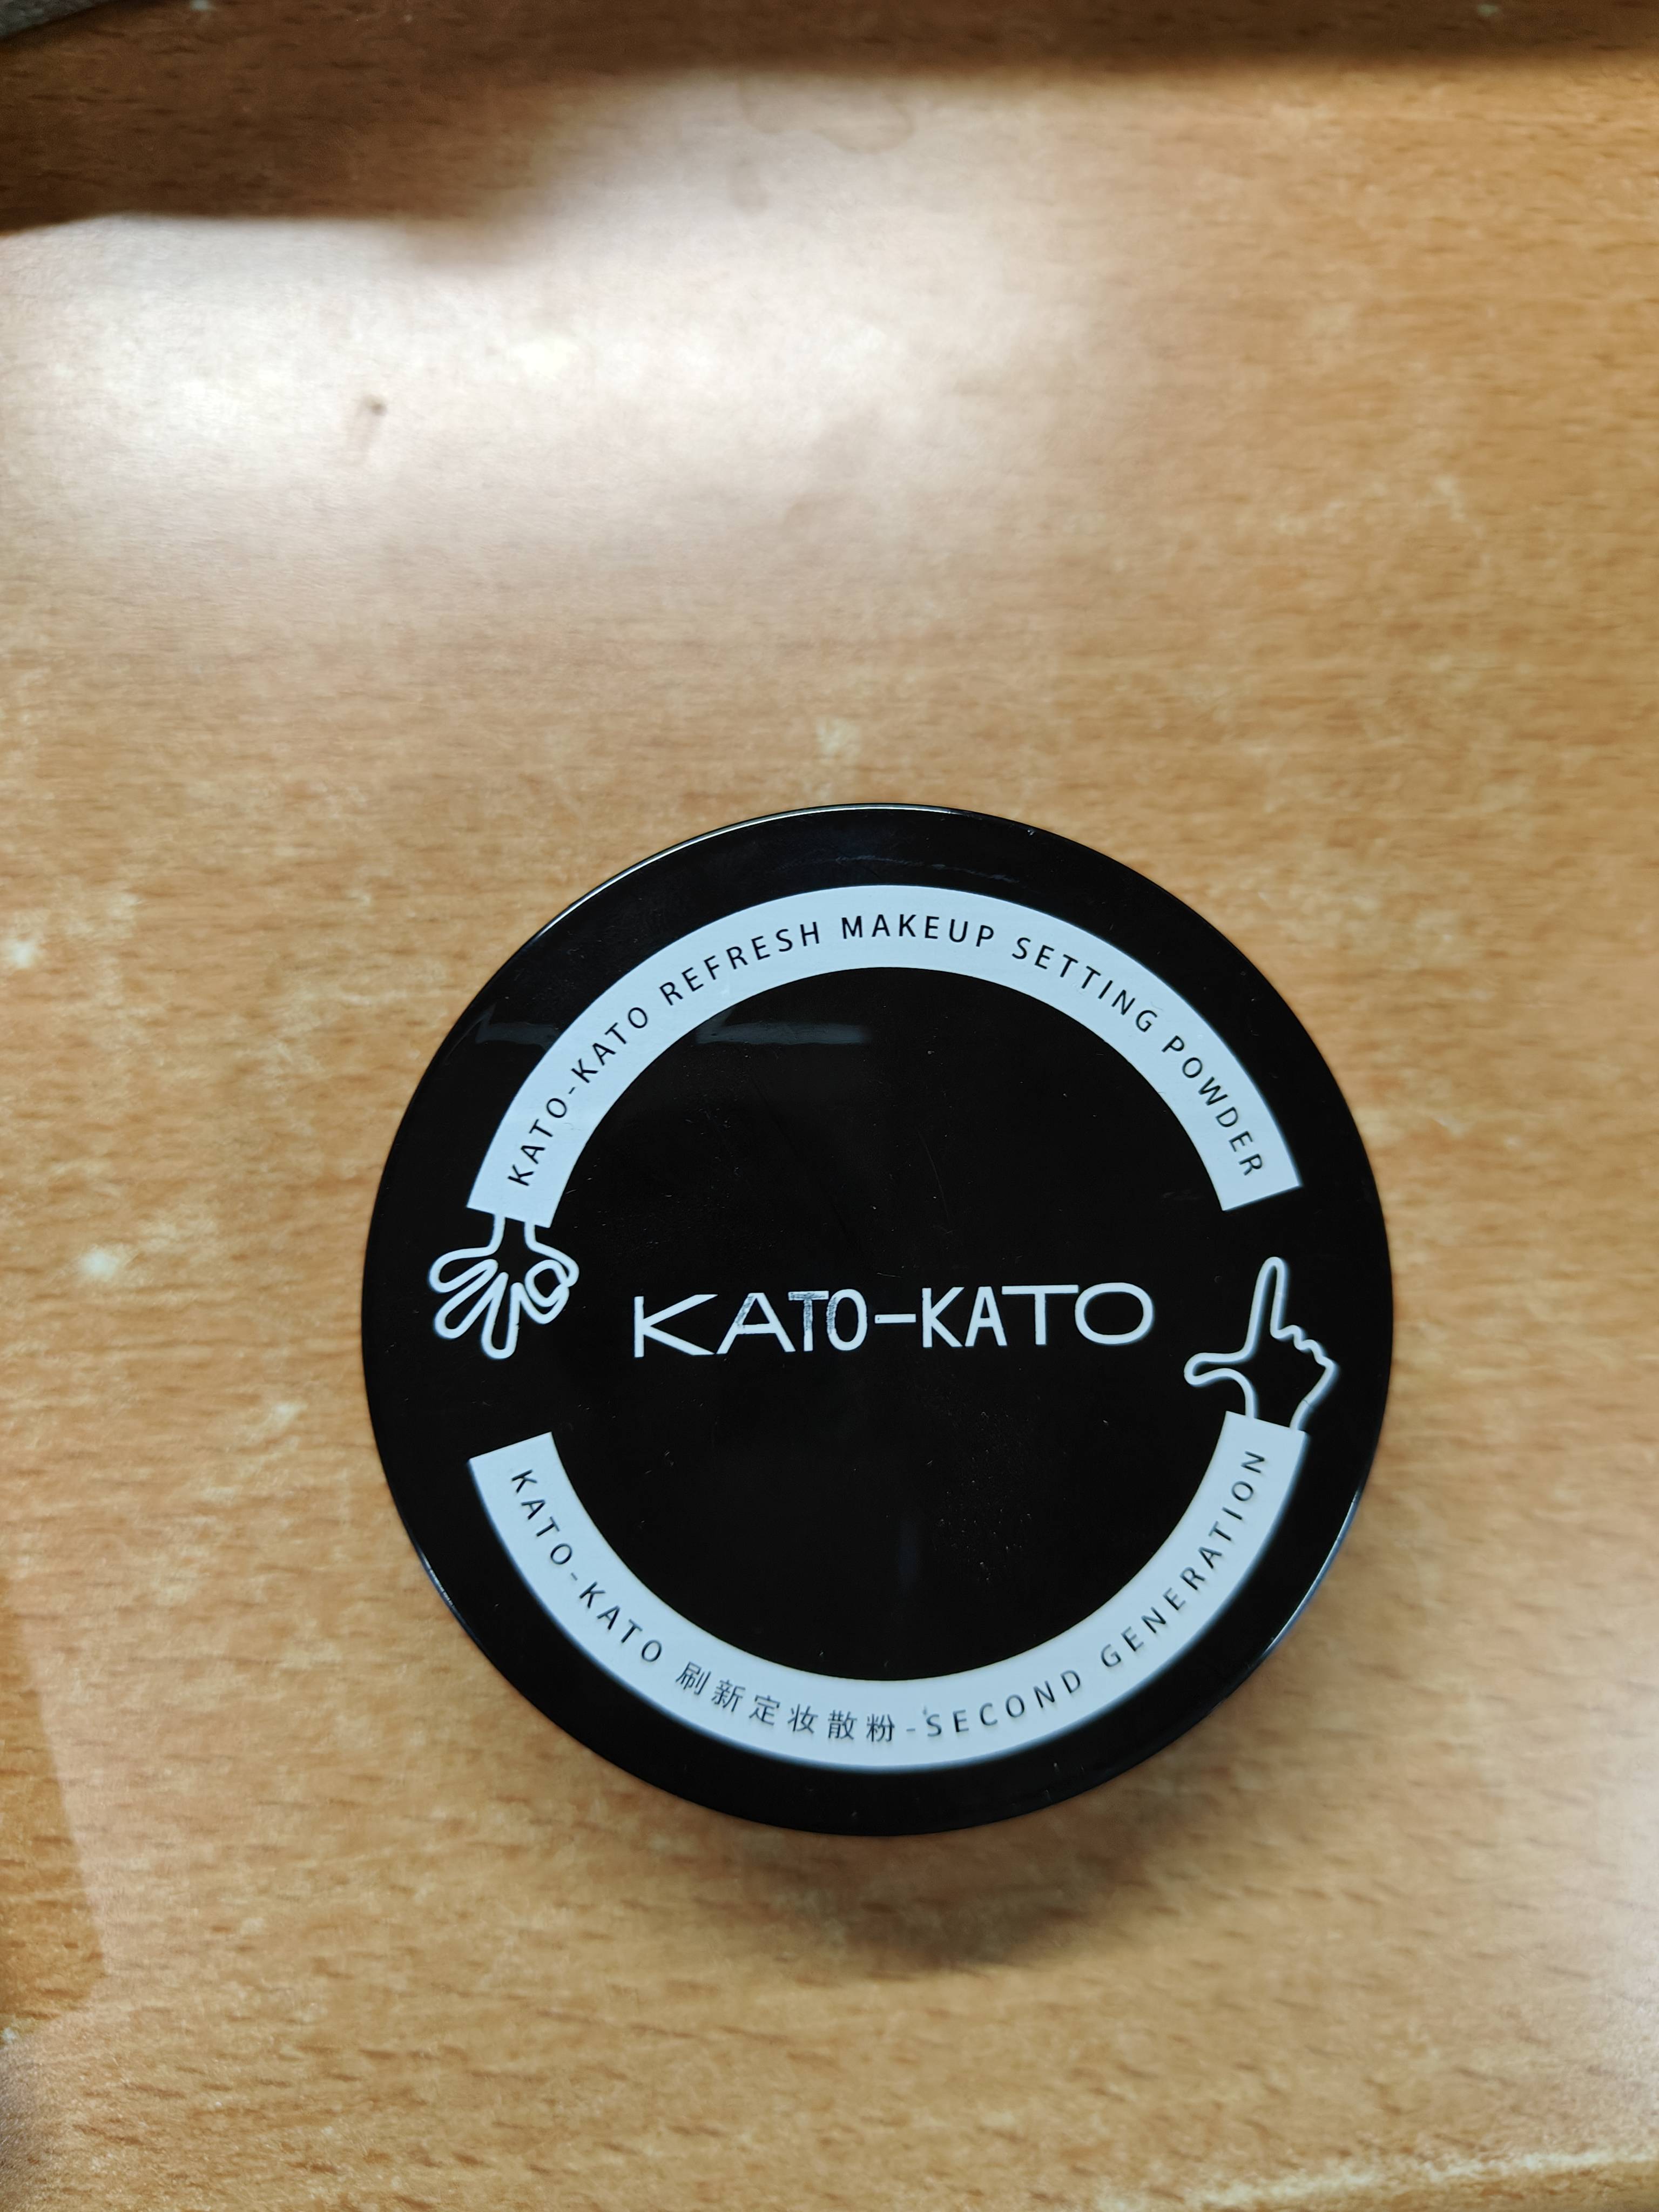 KATO-KATO REFRESH MAKEUP SETTING POWDER
KATO-KATO
KATO-KATO 刷新定妆散粉-SECOND GENERATION